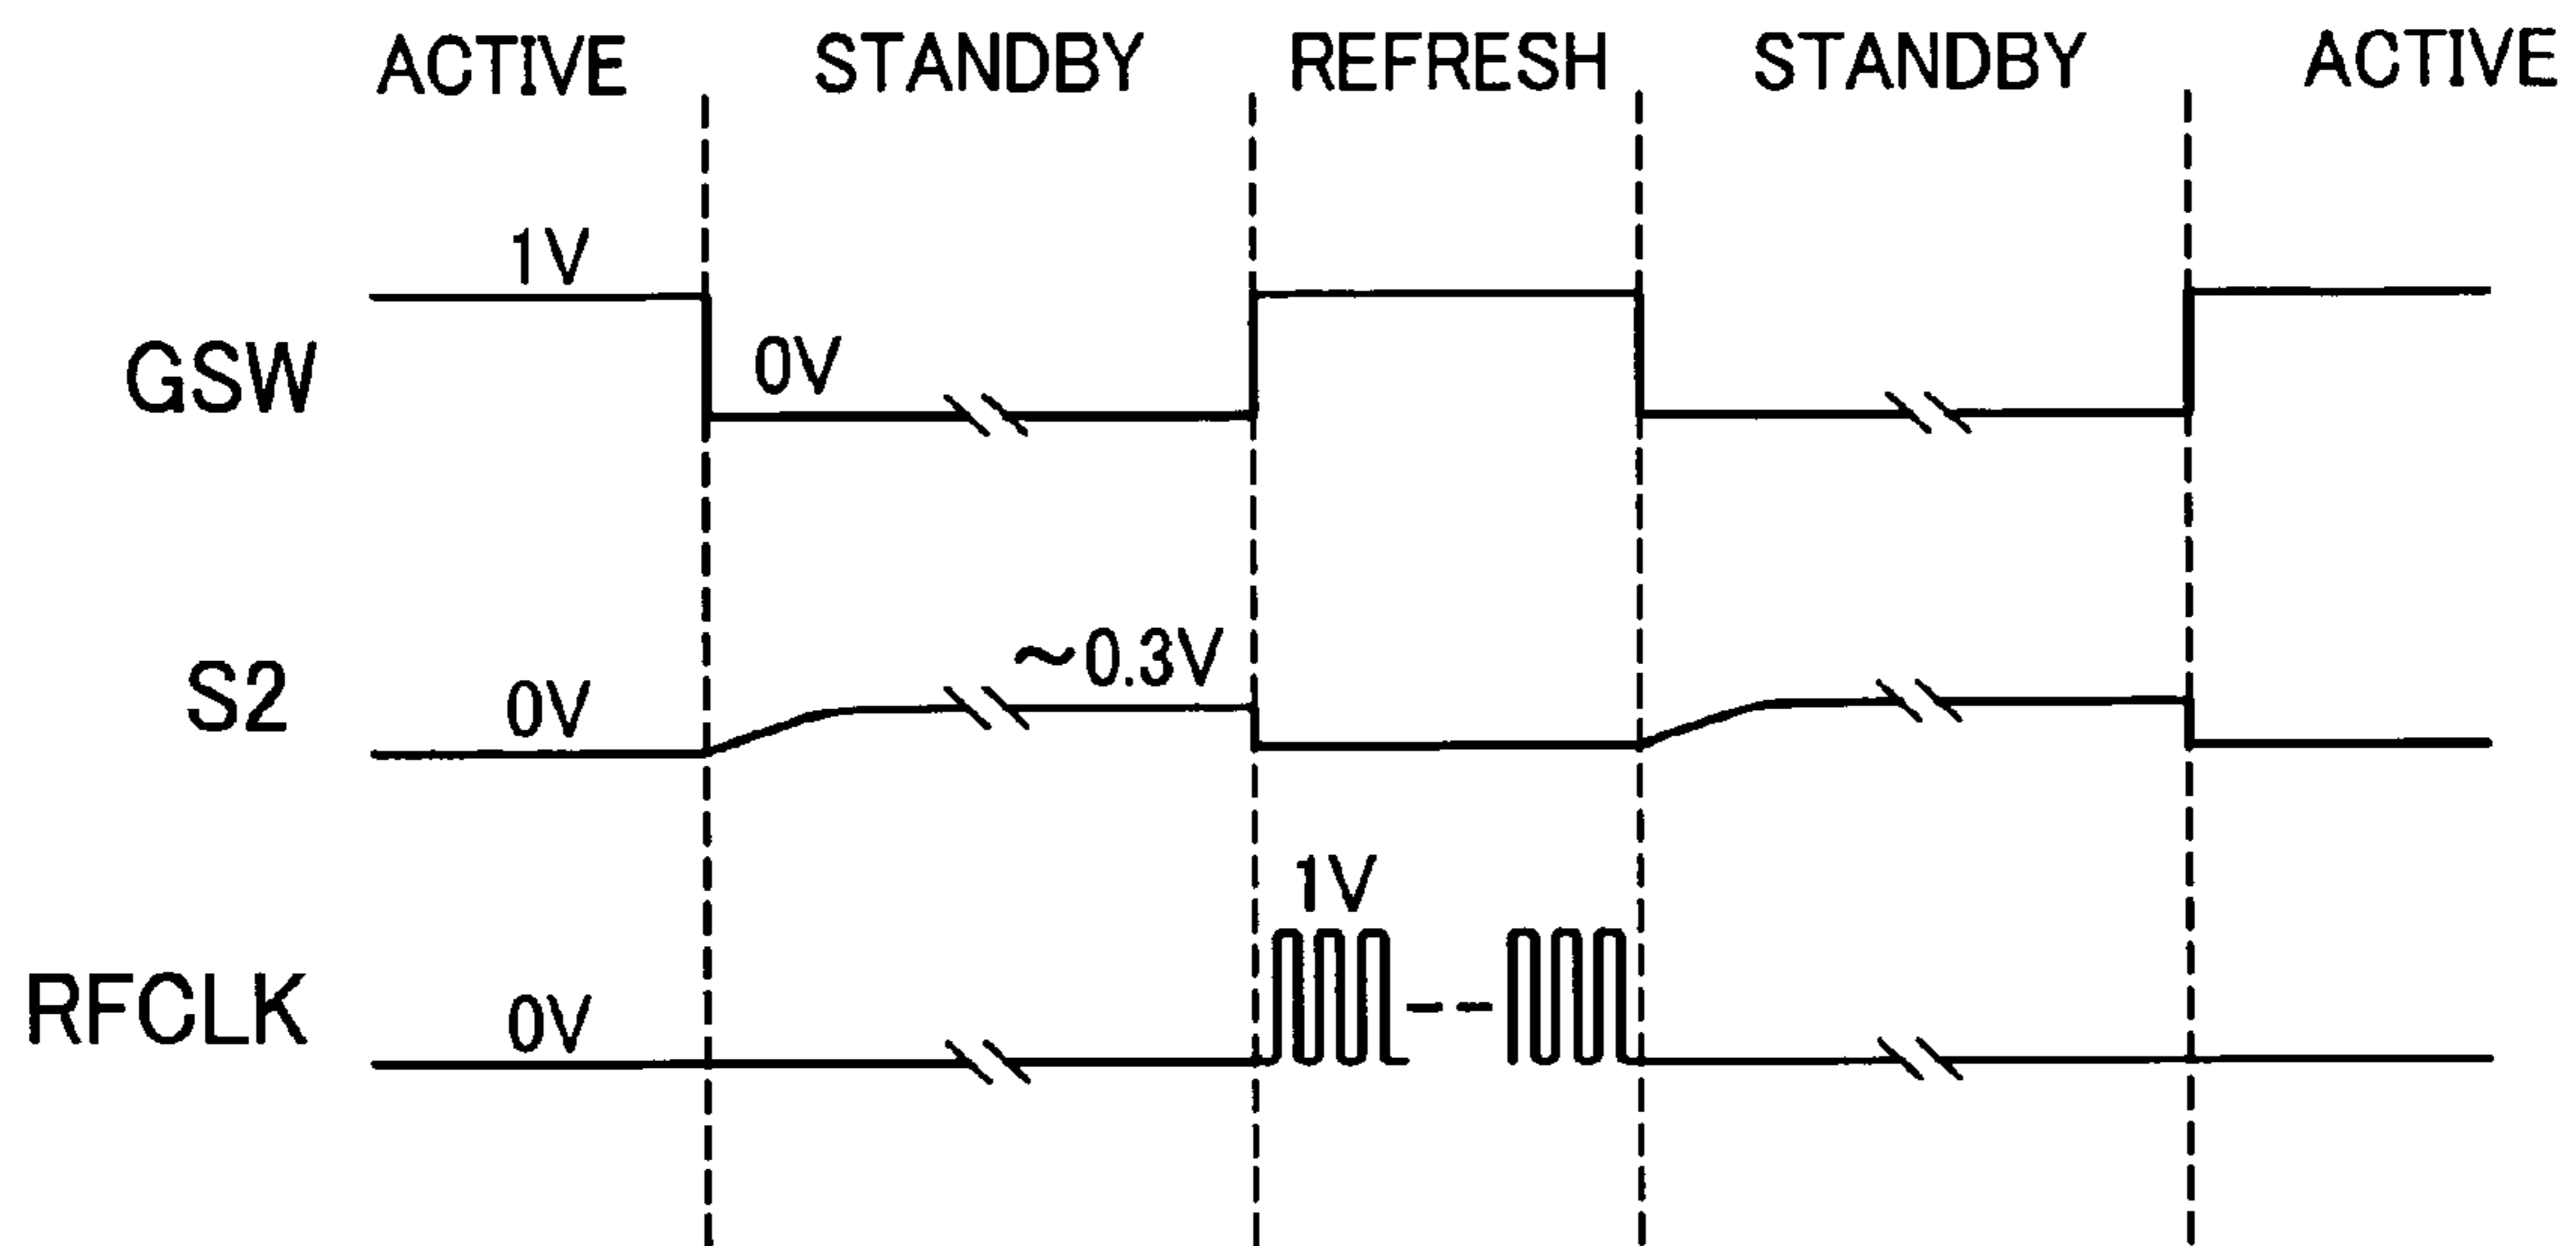 ACTIVE STANDBY REFRESH STANDBY ACTIVE
1V
GSW 0V
~0.3V
S2 0V
1V
RFCLK 0V